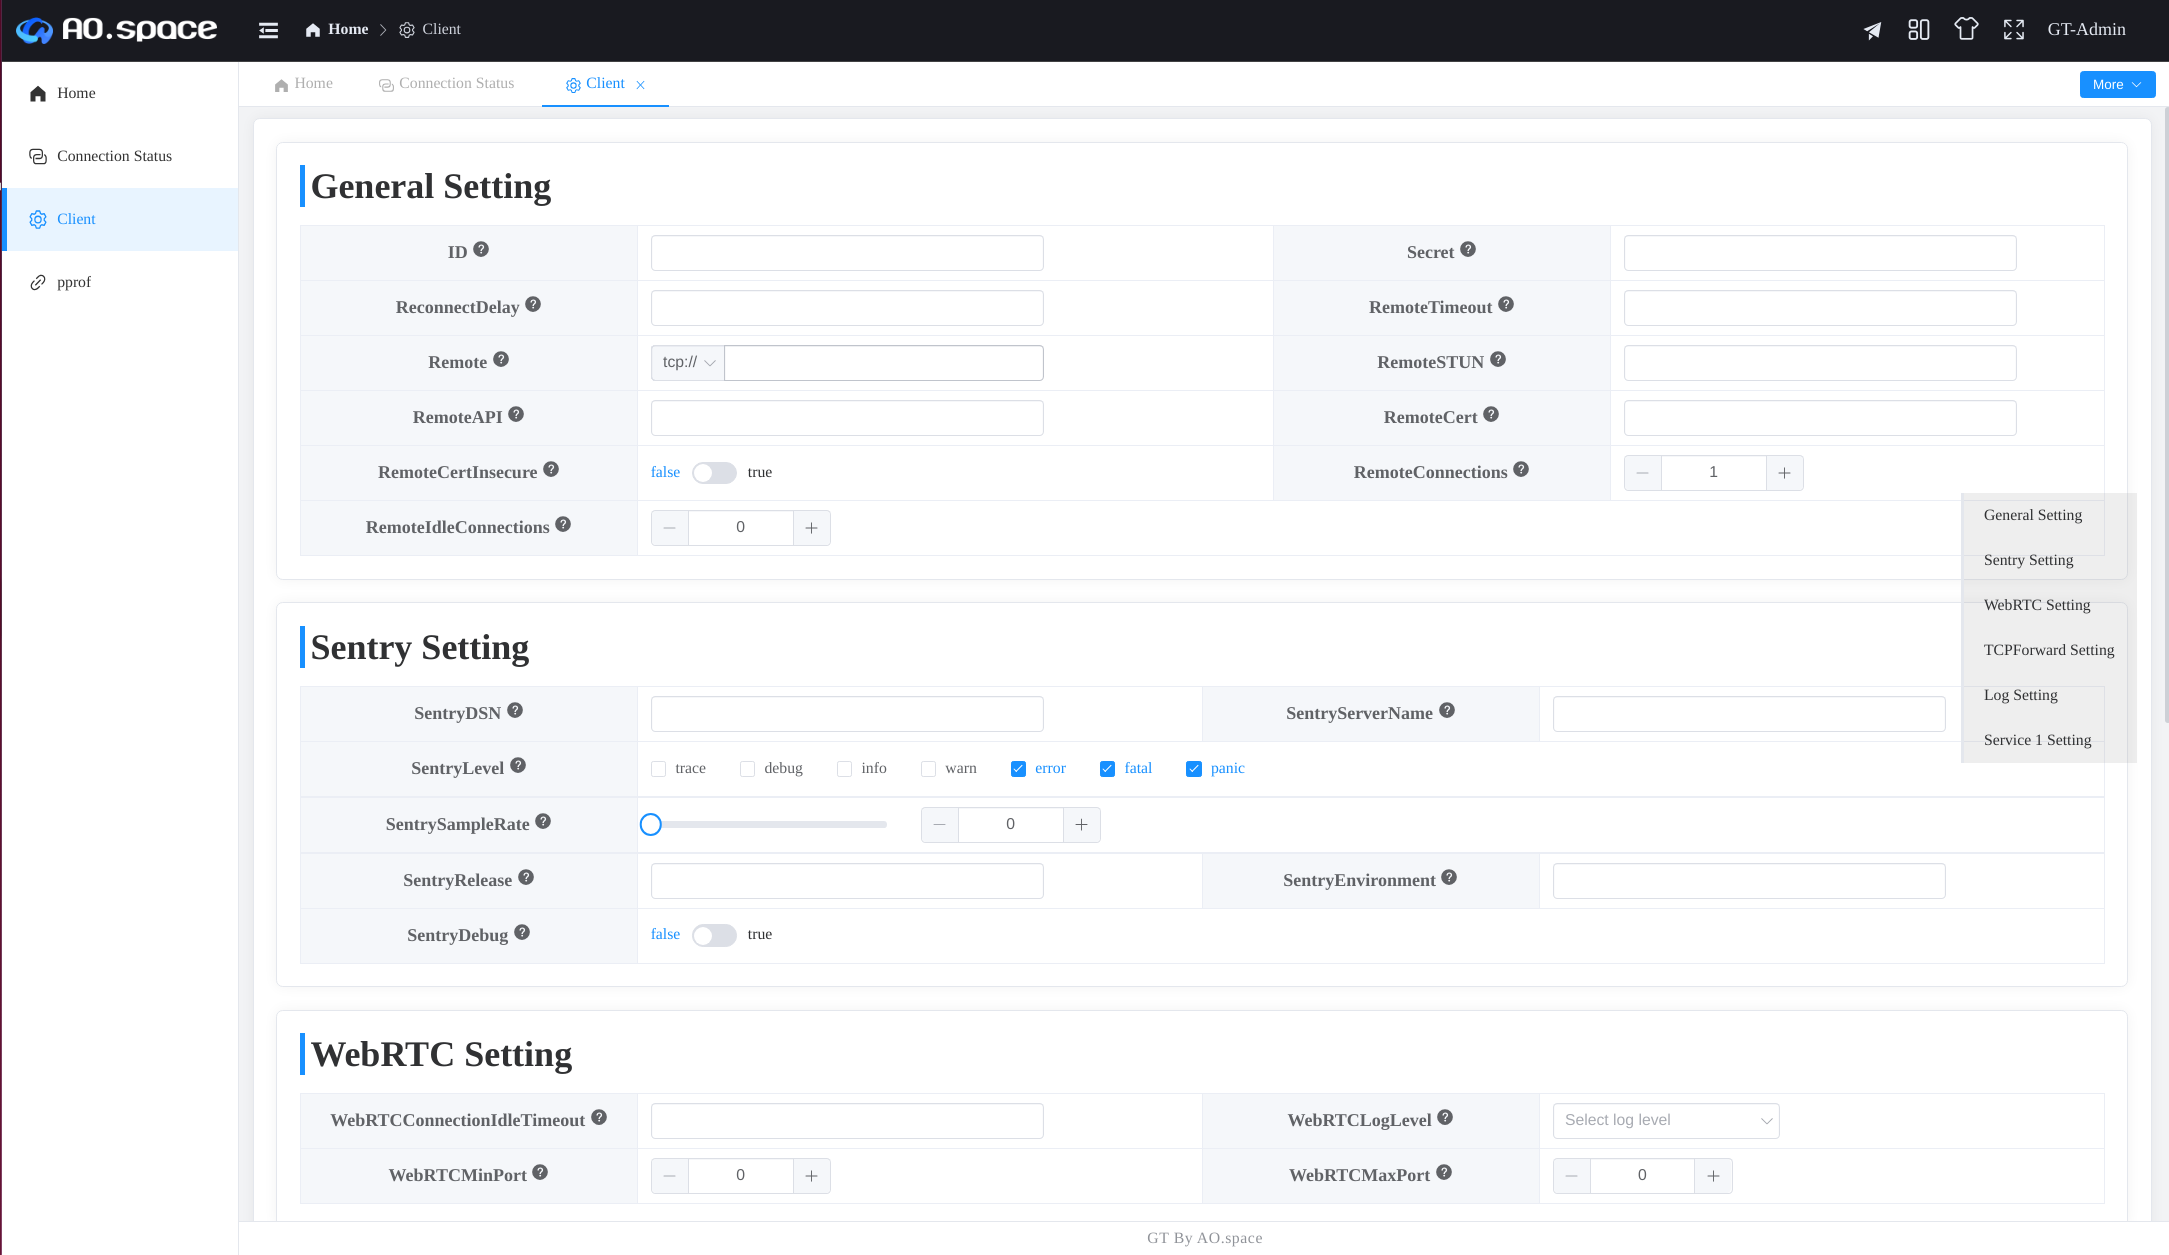 AO.space
Home
Client
GT-Admin
Home
Connection Status
Client
pprof
Home
Connection Status
Client
More
General Setting
ID
Secret
ReconnectDelay
RemoteTimeout
Remote
tcp://
RemoteSTUN
RemoteAPI
RemoteCert
RemoteCertInsecure
false
true
RemoteConnections
1
RemoteIdleConnections
0
General Setting
Sentry Setting
WebRTC Setting
TCPForward Setting
Log Setting
Service 1 Setting
Sentry Setting
SentryDSN
SentryServerName
SentryLevel
trace
debug
info
warn
error
fatal
panic
SentrySampleRate
0
SentryRelease
SentryEnvironment
SentryDebug
false
true
WebRTC Setting
WebRTCConnectionIdleTimeout
WebRTCLogLevel
Select log level
WebRTCMinPort
0
WebRTCMaxPort
0
GT By AO.space